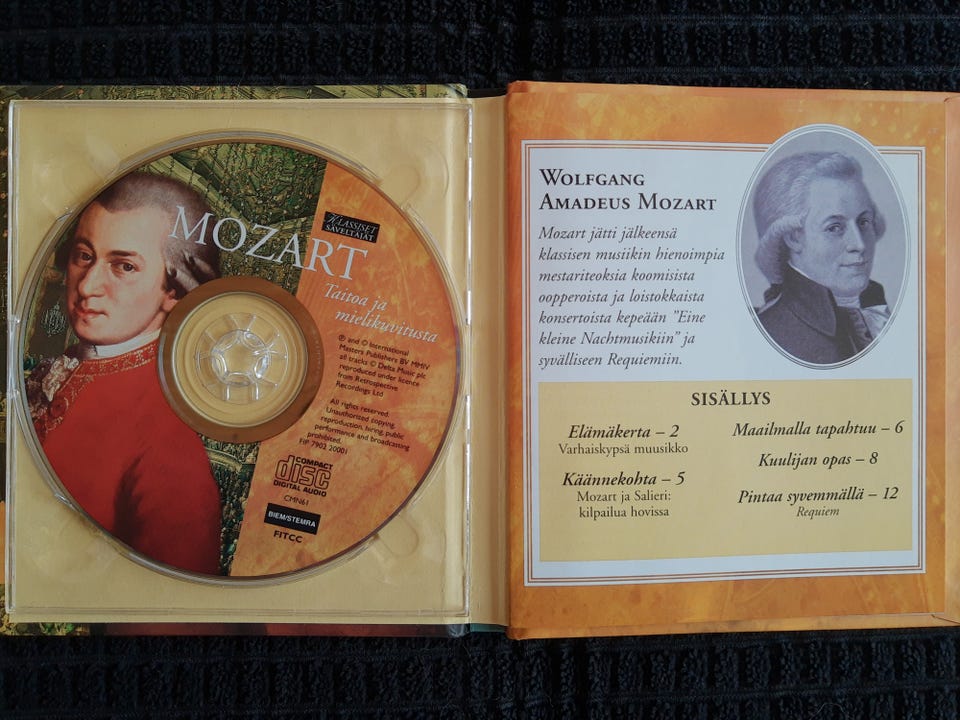 MOZART
KLASSISET
SÄVELTÄJÄT
Taitoa ja
mielikuvitusta
℗ and © International
Masters Publishers BV MMIV
all tracks © Delta Music plc
reproduced under licence
from Retrospective
Recordings Ltd
All rights reserved.
Unauthorized copying,
reproduction, hiring, public
performance and broadcasting
prohibited.
FIP 7902 20001
COMPACT
disc
DIGITAL AUDIO
CMN61
BIEM/STEMRA
FITCC
WOLFGANG
AMADEUS MOZART
Mozart jätti jälkeensä
klassisen musiikin hienoimpia
mestariteoksia koomisista
oopperoista ja loistokkaista
konsertoista kepeään "Eine
kleine Nachtmusikiin" ja
syvälliseen Requiemiin.
SISÄLLYS
Elämäkerta – 2
Varhaiskypsä muusikko
Käännekohta – 5
Mozart ja Salieri:
kilpailua hovissa
Maailmalla tapahtuu – 6
Kuulijan opas – 8
Pintaa syvemmällä – 12
Requiem